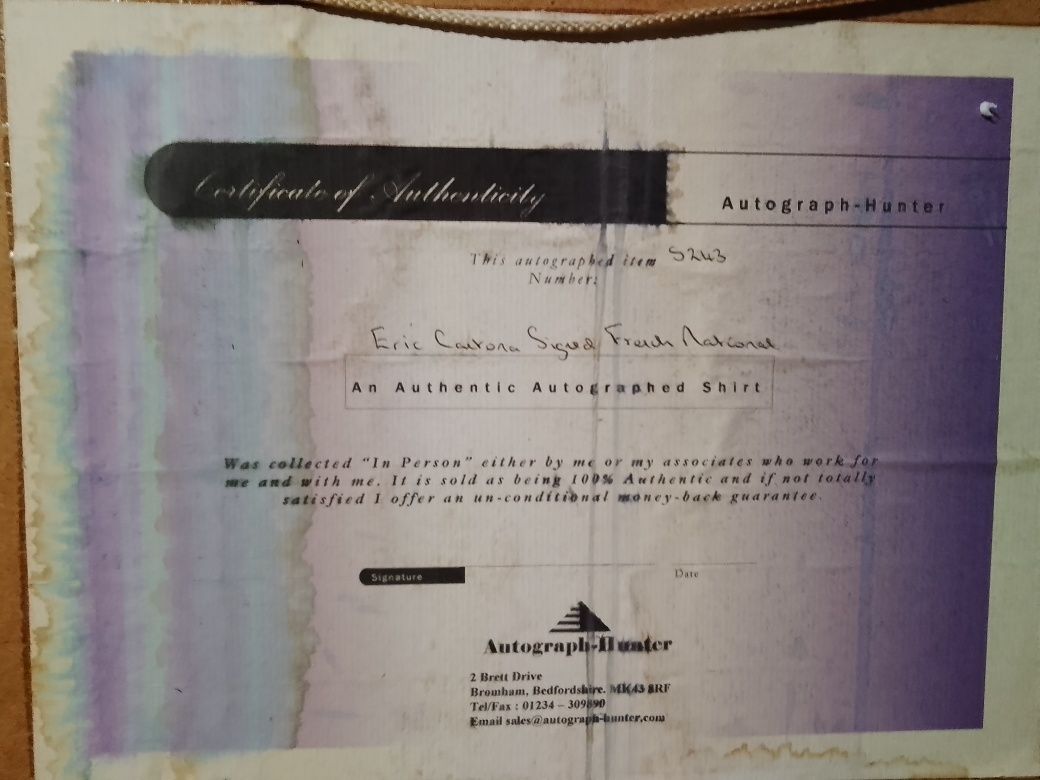 Certificate of Authenticity
Autograph-Hunter
This autographed item S243
Number:
Eric Cantona Signed French National
An Authentic Autographed Shirt
Was collected "In Person" either by me or my associates who work for
me and with me. It is sold as being 100% Authentic and if not totally
satisfied I offer an un-conditional money-back guarantee.
Signature
Date
Autograph-Hunter
2 Brett Drive
Bromham, Bedfordshire. MK43 8RF
Tel/Fax : 01234 – 309890
Email sales@autograph-hunter.com